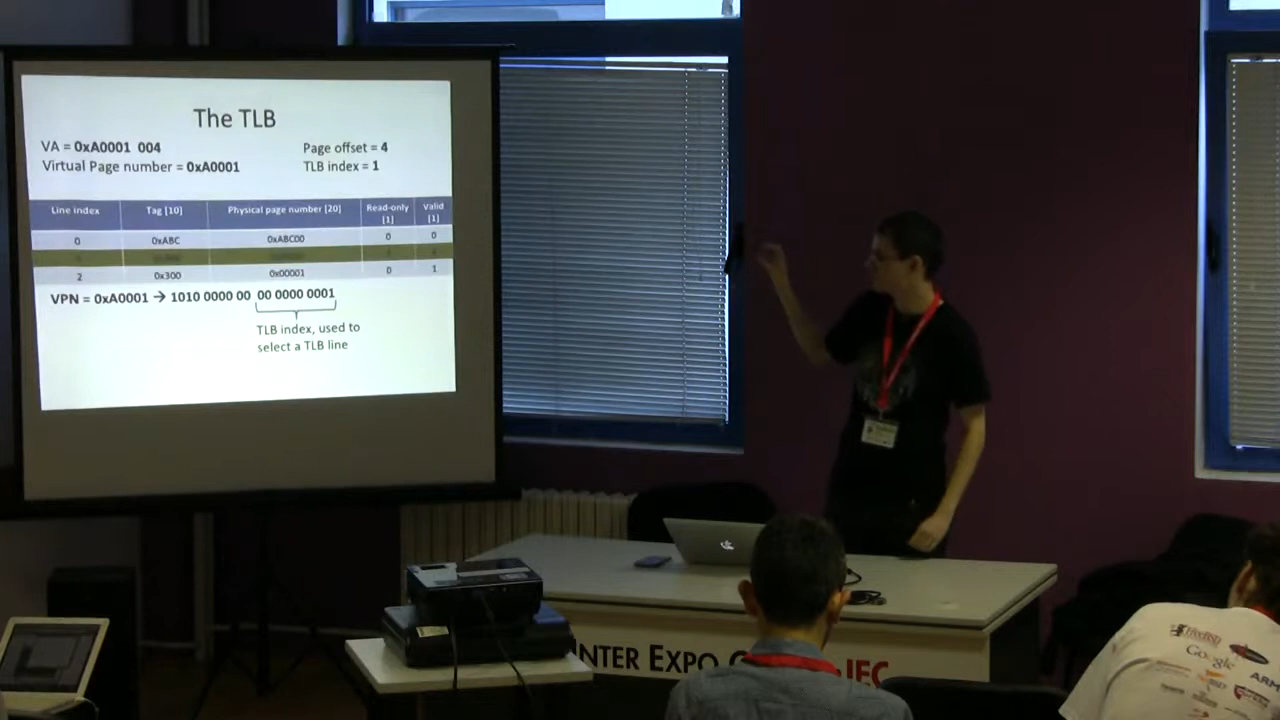 The TLB
VA = 0xA0001 004
Page offset = 4
Virtual Page number = 0xA0001
TLB index = 1
Line index Tag [10] Physical page number [20] Read-only [1] Valid [1]
0 0xABC 0xABC00 0 0
2 0x300 0x00001 0 1
VPN = 0xA0001 → 1010 0000 00 00 0000 0001
TLB index, used to
select a TLB line
INTER EXPO
IEC
Google
ARM